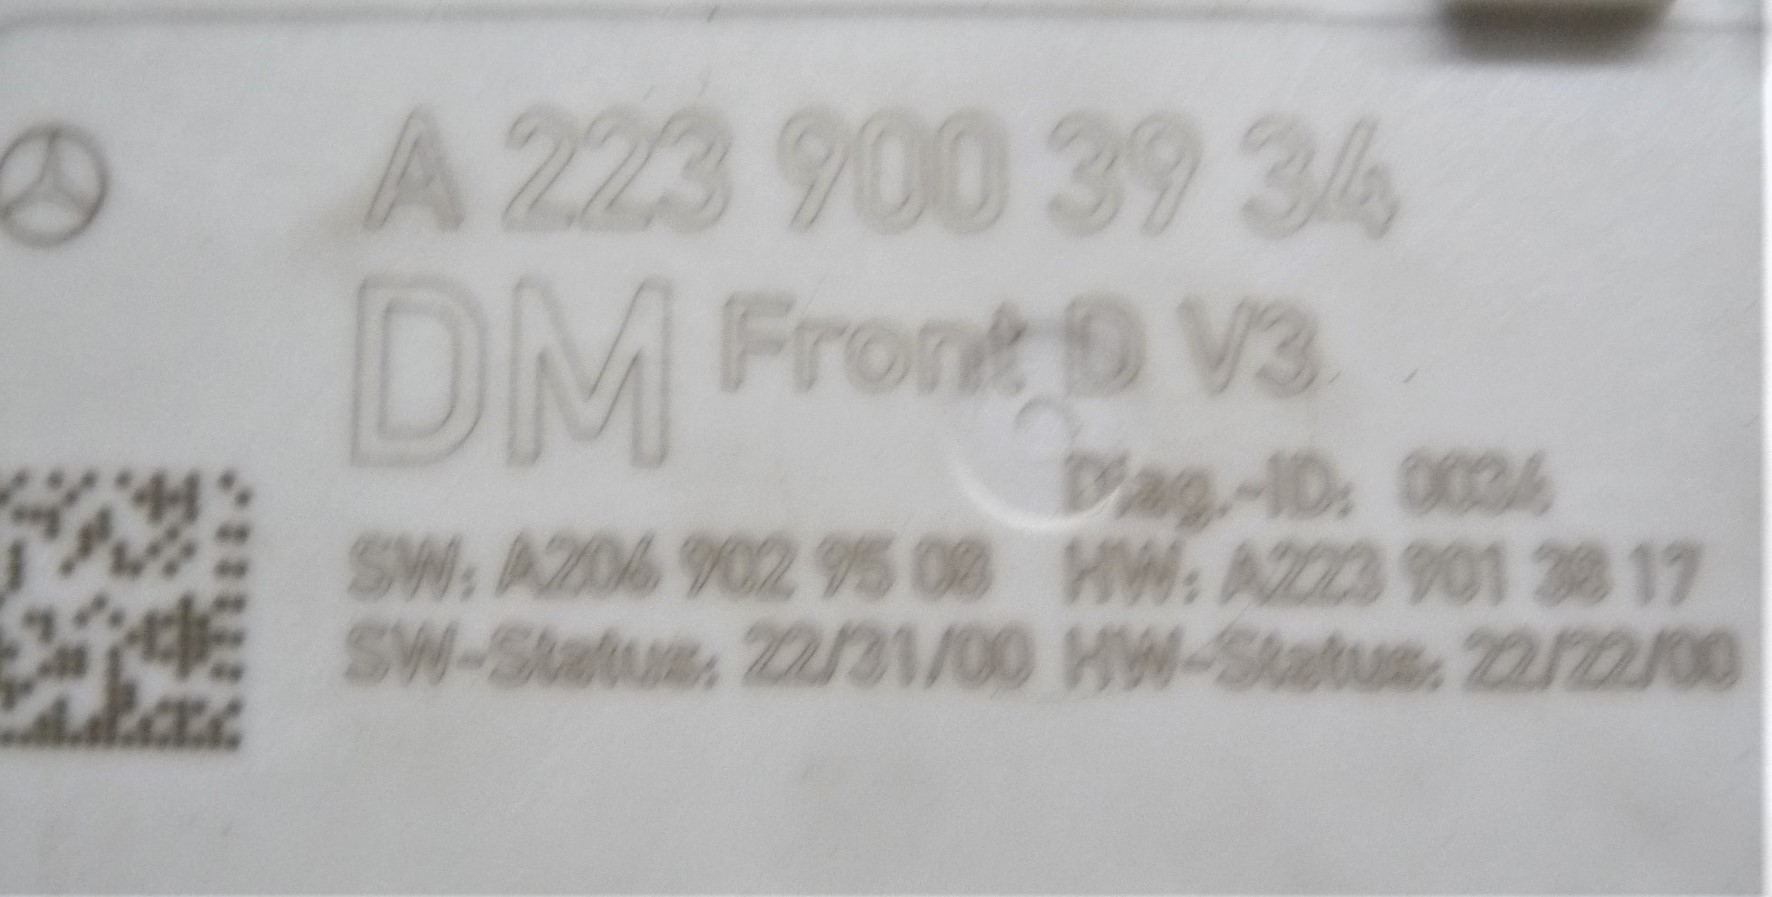 A 223 900 39 34
DM Front D V3
Diag.-ID: 0034
SW: A206 902 95 08 HW: A223 901 38 17
SW-Status: 22/31/00 HW-Status: 22/22/00